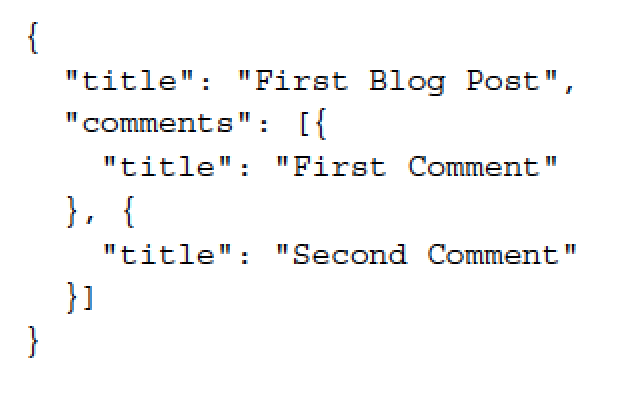 {
  "title": "First Blog Post",
  "comments": [{
    "title": "First Comment"
  }, {
    "title": "Second Comment"
  }]
}